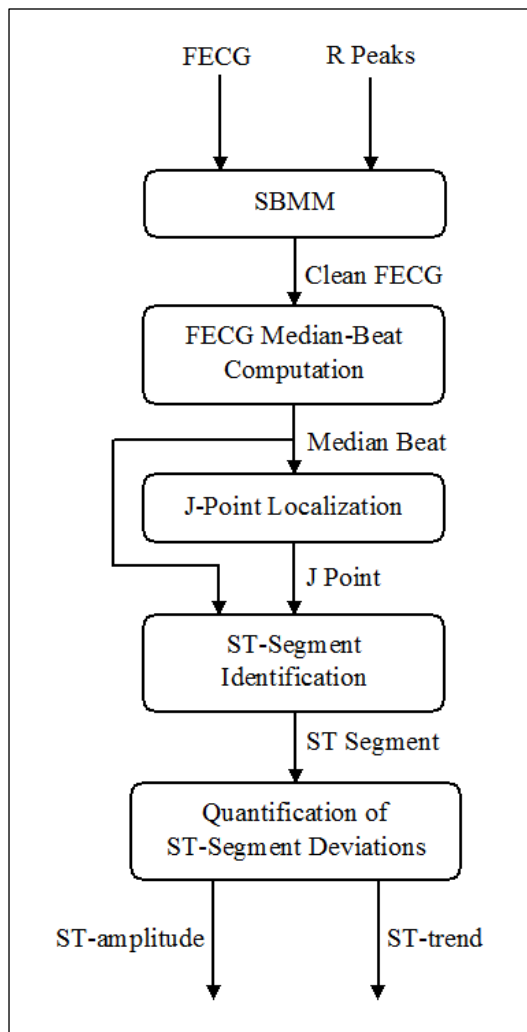 FECG
R Peaks
SBMM
Clean FECG
FECG Median-Beat
Computation
Median Beat
J-Point Localization
J Point
ST-Segment
Identification
ST Segment
Quantification of
ST-Segment Deviations
ST-amplitude
ST-trend